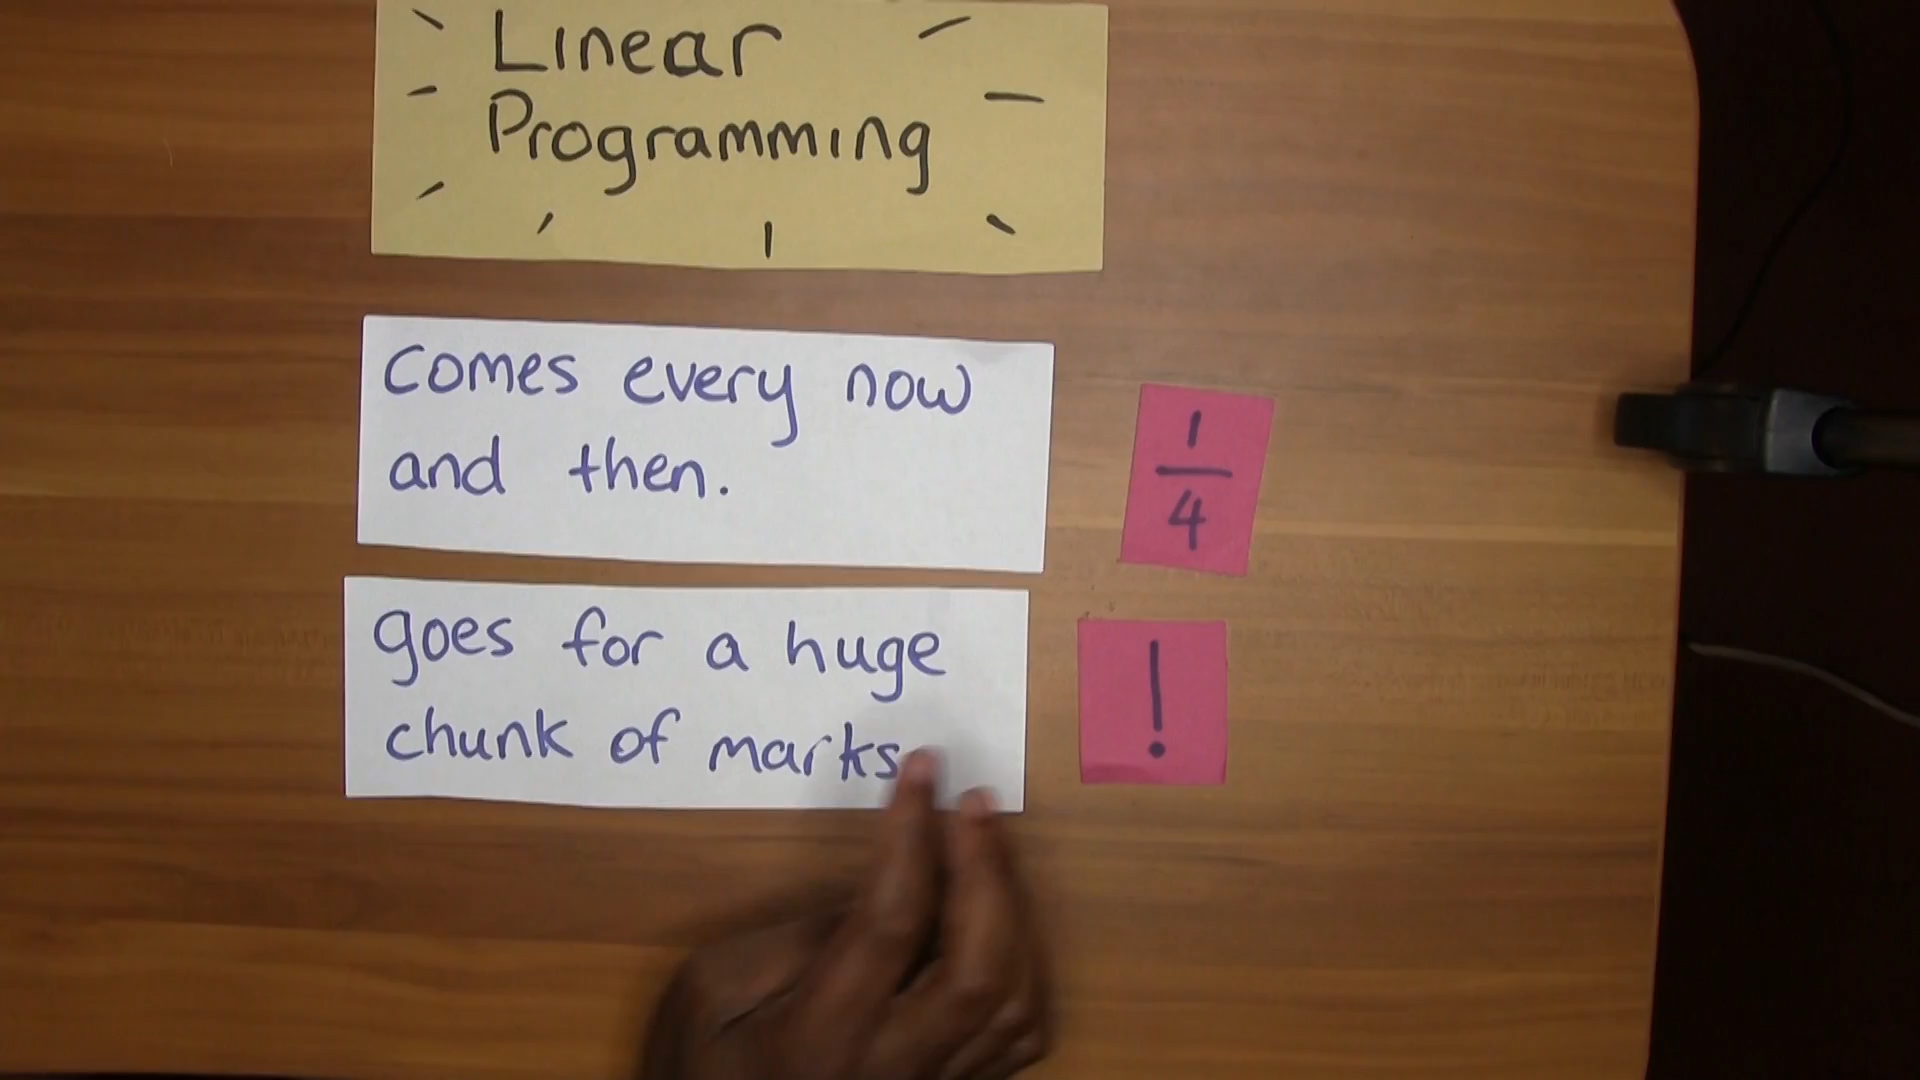 Linear
Programming
comes every now
and then.
1
4
goes for a huge
chunk of marks
!